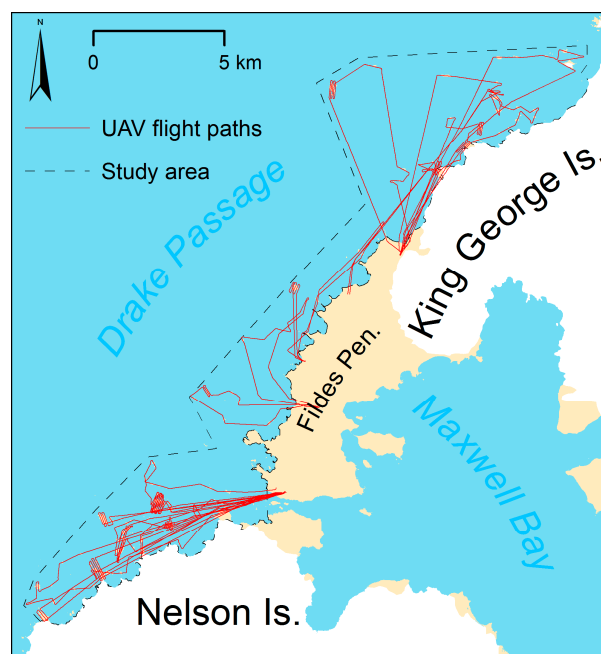 N
0 5 km
UAV flight paths
Study area
Drake Passage
King George Is.
Fildes Pen.
Maxwell Bay
Nelson Is.